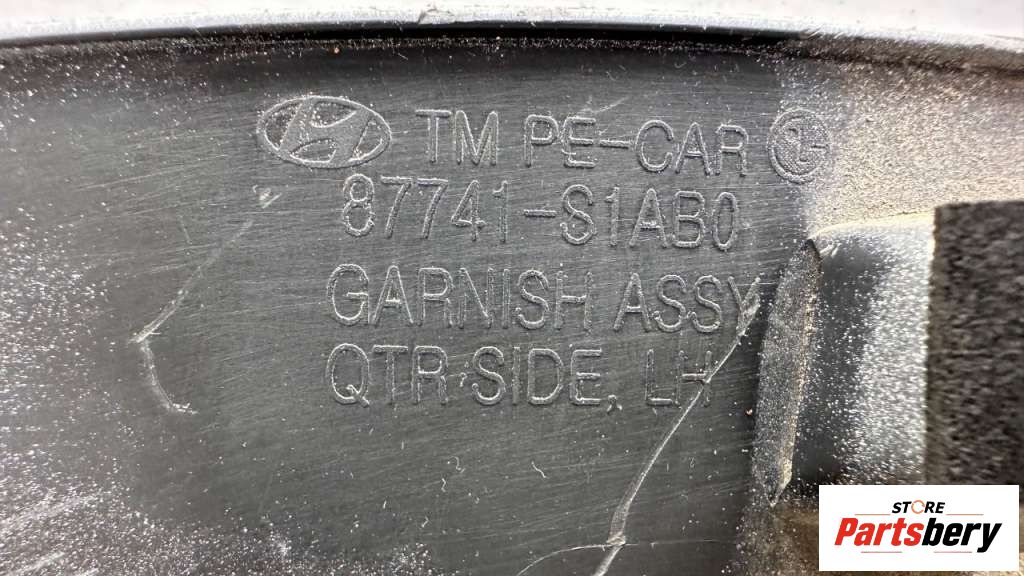 TM PE-CAR
87741-S1AB0
GARNISH ASSY
QTR SIDE, LH
STORE
Partsbery